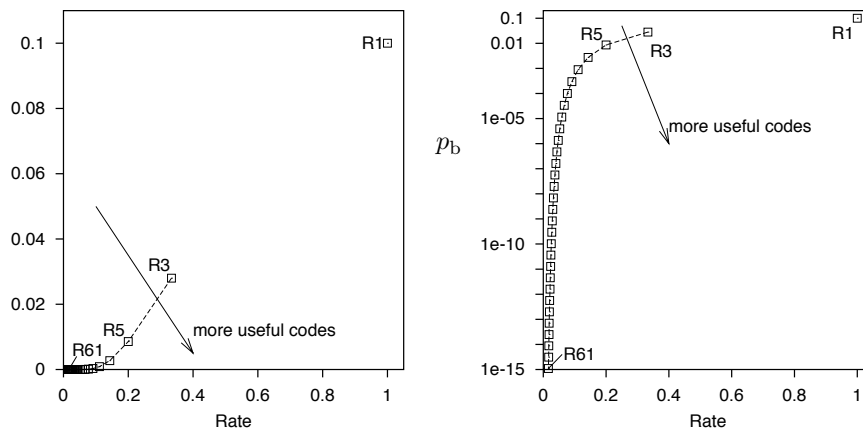 0.1
R1
0.08
0.06
0.04
R3
0.02
R5
more useful codes
R61
0
0 0.2 0.4 0.6 0.8 1
Rate
p_b
0.1
R5
R1
0.01
R3
1e-05
more useful codes
1e-10
R61
1e-15
0 0.2 0.4 0.6 0.8 1
Rate